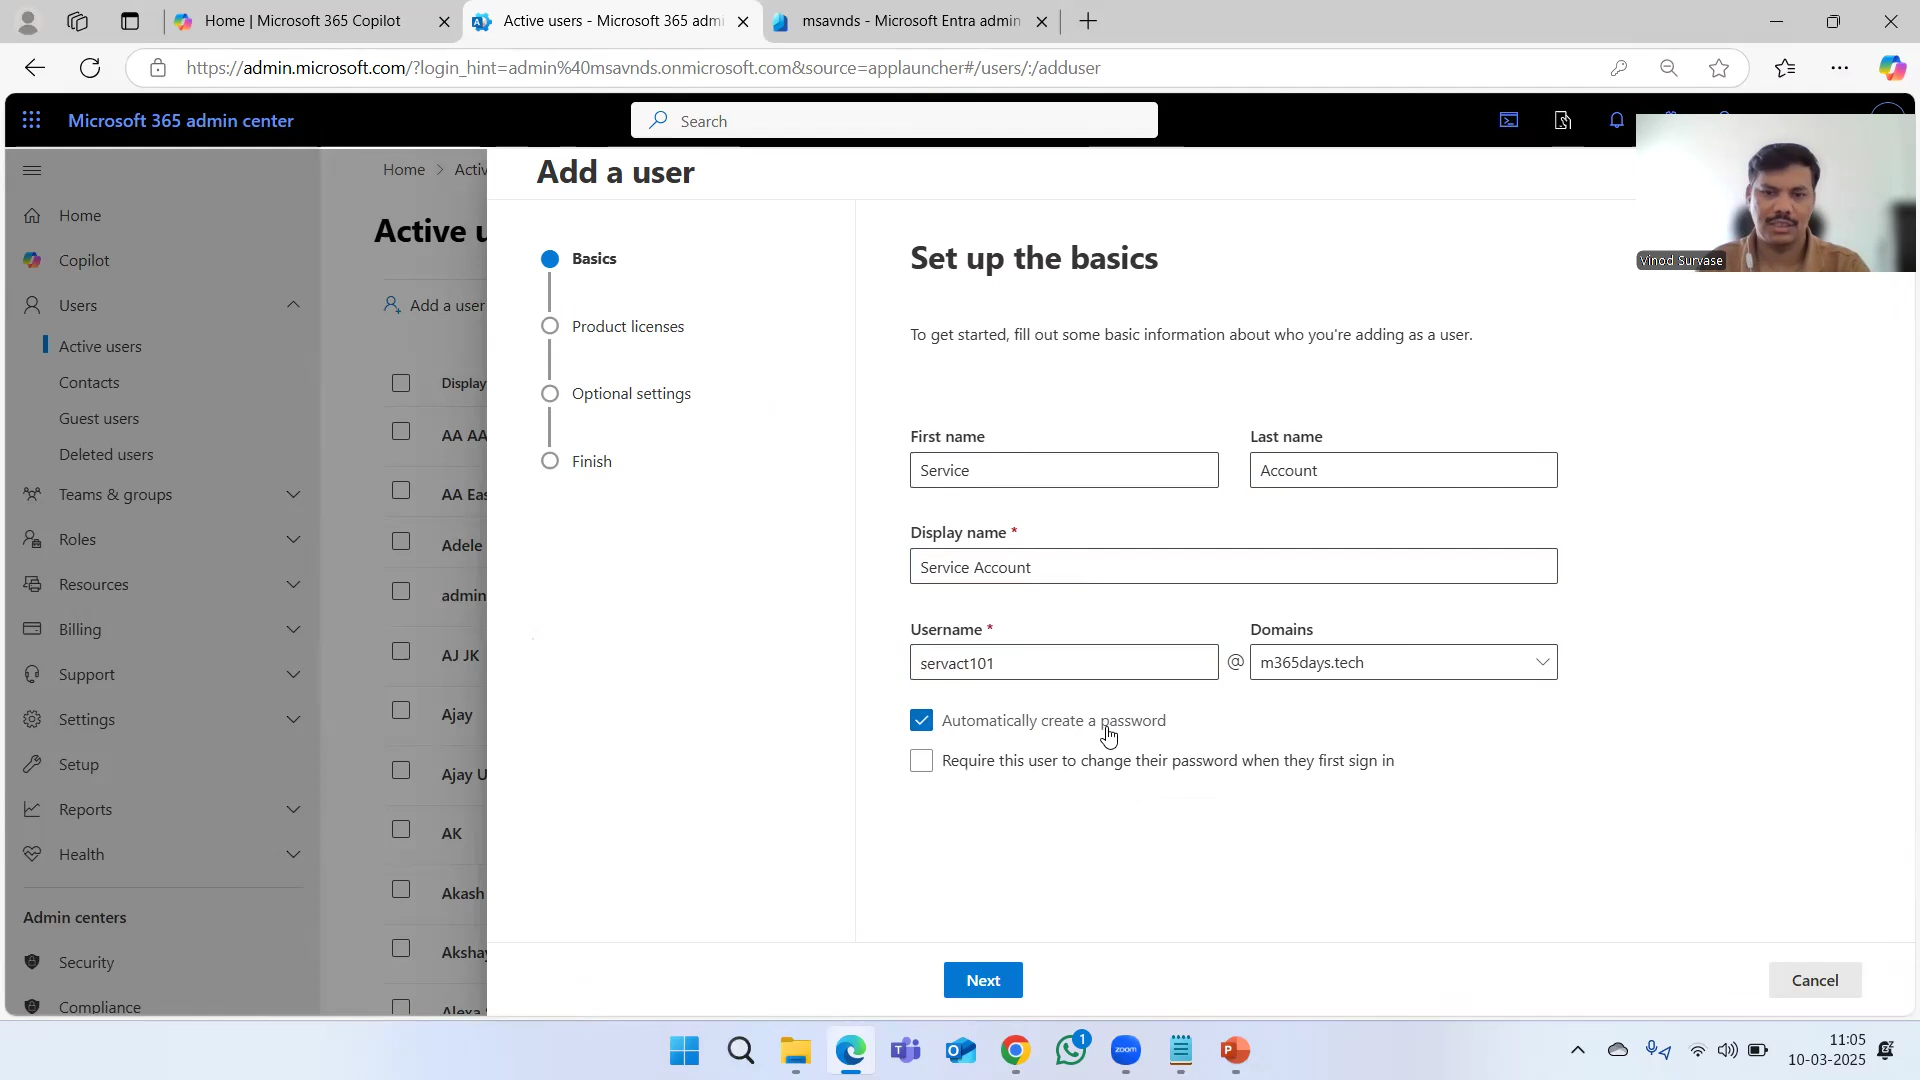 Home | Microsoft 365 Copilot
Active users - Microsoft 365 adm
msavnds - Microsoft Entra admin
https://admin.microsoft.com/?login_hint=admin%40msavnds.onmicrosoft.com&source=applauncher#/users/:/adduser
Microsoft 365 admin center
Search
Vinod Survase
Home
Copilot
Users
Active users
Contacts
Guest users
Deleted users
Teams & groups
Roles
Resources
Billing
Support
Settings
Setup
Reports
Health
Admin centers
Security
Compliance
Home > Activ
Active u
Add a user
Display
AA AA
AA Eas
Adele
admin
AJ JK
Ajay
Ajay U
AK
Akash
Akshay
Alexa
Add a user
Basics
Product licenses
Optional settings
Finish
Set up the basics
To get started, fill out some basic information about who you're adding as a user.
First name
Last name
Service
Account
Display name *
Service Account
Username *
Domains
servact101
@
m365days.tech
Automatically create a password
Require this user to change their password when they first sign in
Next
Cancel
1
zoom
11:05
10-03-2025